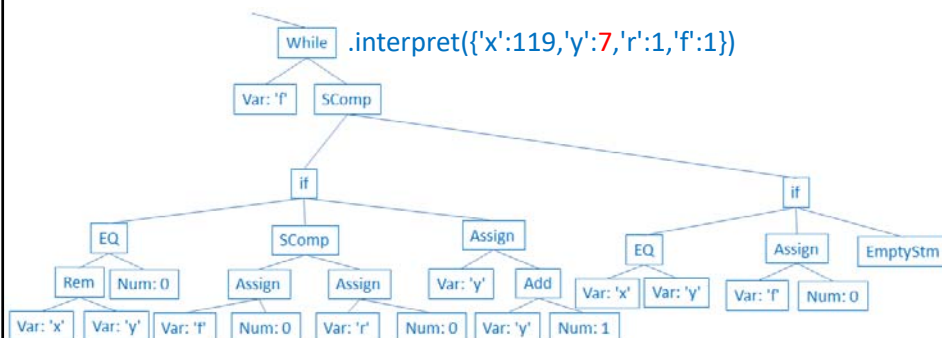 While .interpret({'x':119,'y':7,'r':1,'f':1})
Var: 'f' SComp
if if
EQ SComp Assign EQ Assign EmptyStm
Rem Num: 0 Assign Assign Var: 'y' Add Var: 'x' Var: 'y' Var: 'f' Num: 0
Var: 'x' Var: 'y' Var: 'f' Num: 0 Var: 'r' Num: 0 Var: 'y' Num: 1